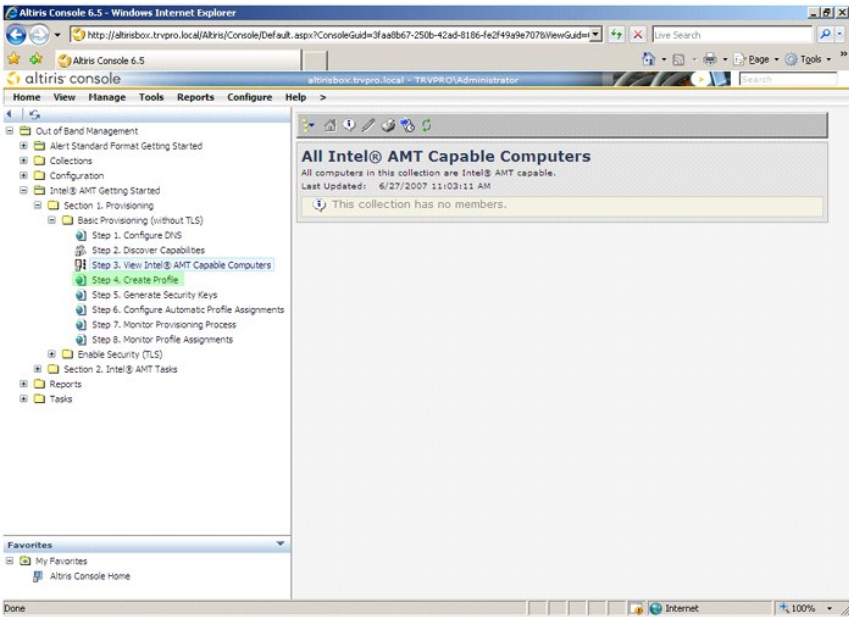 Altiris Console 6.5 - Windows Internet Explorer
http://altirisbox.trvpro.local/Altiris/Console/Default.aspx?ConsoleGuid=3faa8b67-250b-42ad-8186-fe2f49a9e707&ViewGuid=
Live Search
Altiris Console 6.5
Page
Tools
altiris console
altirisbox.trvpro.local - TRVPRO\Administrator
Search
Home View Manage Tools Reports Configure Help >
Out of Band Management
Alert Standard Format Getting Started
Collections
Configuration
Intel® AMT Getting Started
Section 1. Provisioning
Basic Provisioning (without TLS)
Step 1. Configure DNS
Step 2. Discover Capabilities
Step 3. View Intel® AMT Capable Computers
Step 4. Create Profile
Step 5. Generate Security Keys
Step 6. Configure Automatic Profile Assignments
Step 7. Monitor Provisioning Process
Step 8. Monitor Profile Assignments
Enable Security (TLS)
Section 2. Intel® AMT Tasks
Reports
Tasks
All Intel® AMT Capable Computers
All computers in this collection are Intel® AMT capable.
Last Updated: 6/27/2007 11:03:11 AM
This collection has no members.
Favorites
My Favorites
Altiris Console Home
Done
Internet
100%